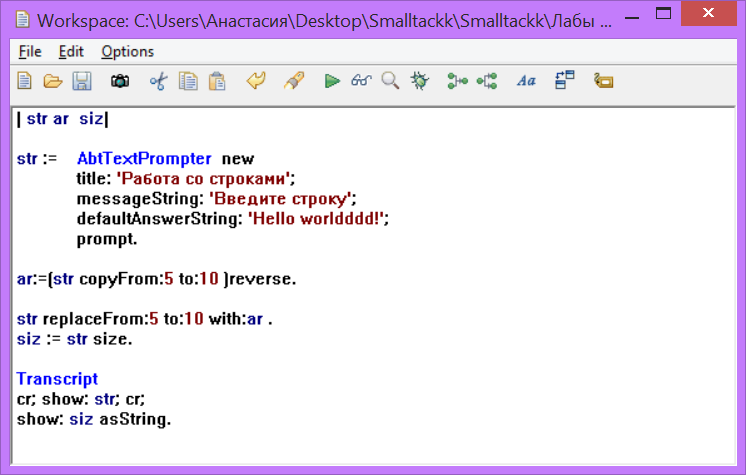 Workspace: C:\Users\Анастасия\Desktop\Smalltackk\Smalltackk\Лабы ...
File Edit Options
Aa
| str ar siz|
str := AbtTextPrompter new
title: 'Работа со строками';
messageString: 'Введите строку';
defaultAnswerString: 'Hello worldddd!';
prompt.
ar:=(str copyFrom:5 to:10 )reverse.
str replaceFrom:5 to:10 with:ar .
siz := str size.
Transcript
cr; show: str; cr;
show: siz asString.